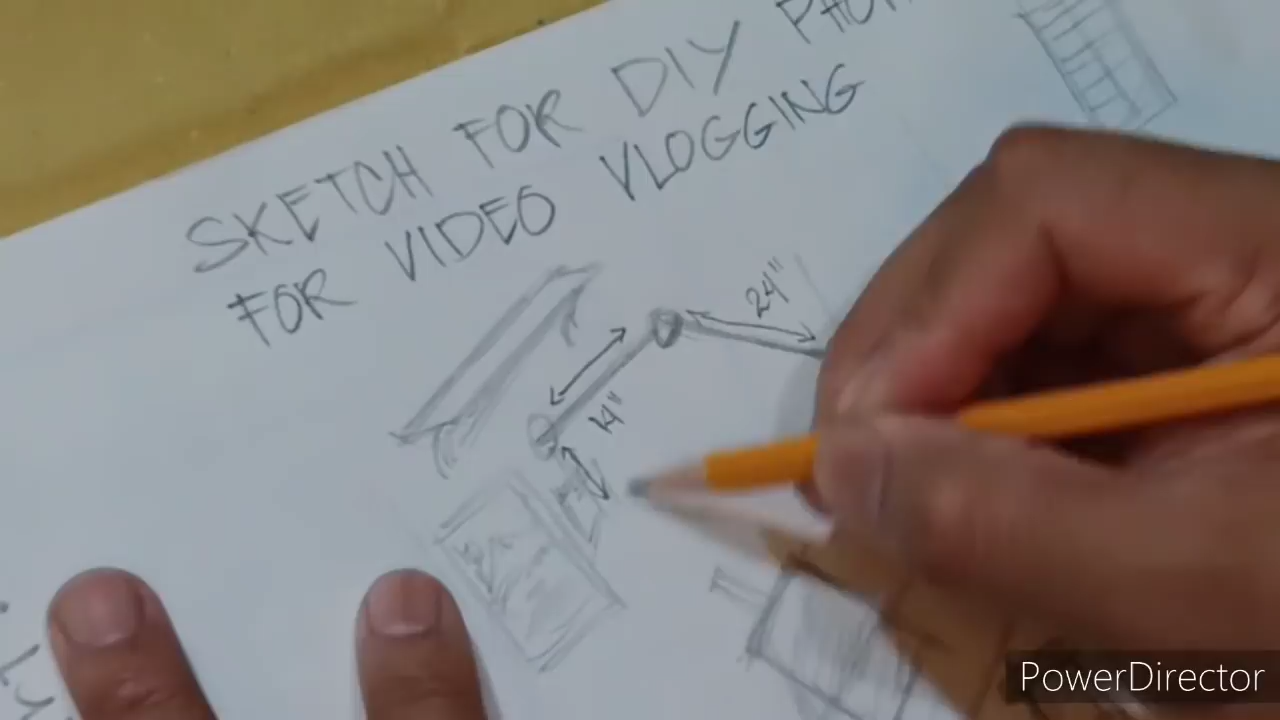 SKETCH FOR DIY
FOR VIDEO VLOGGING
24"
14"
PowerDirector